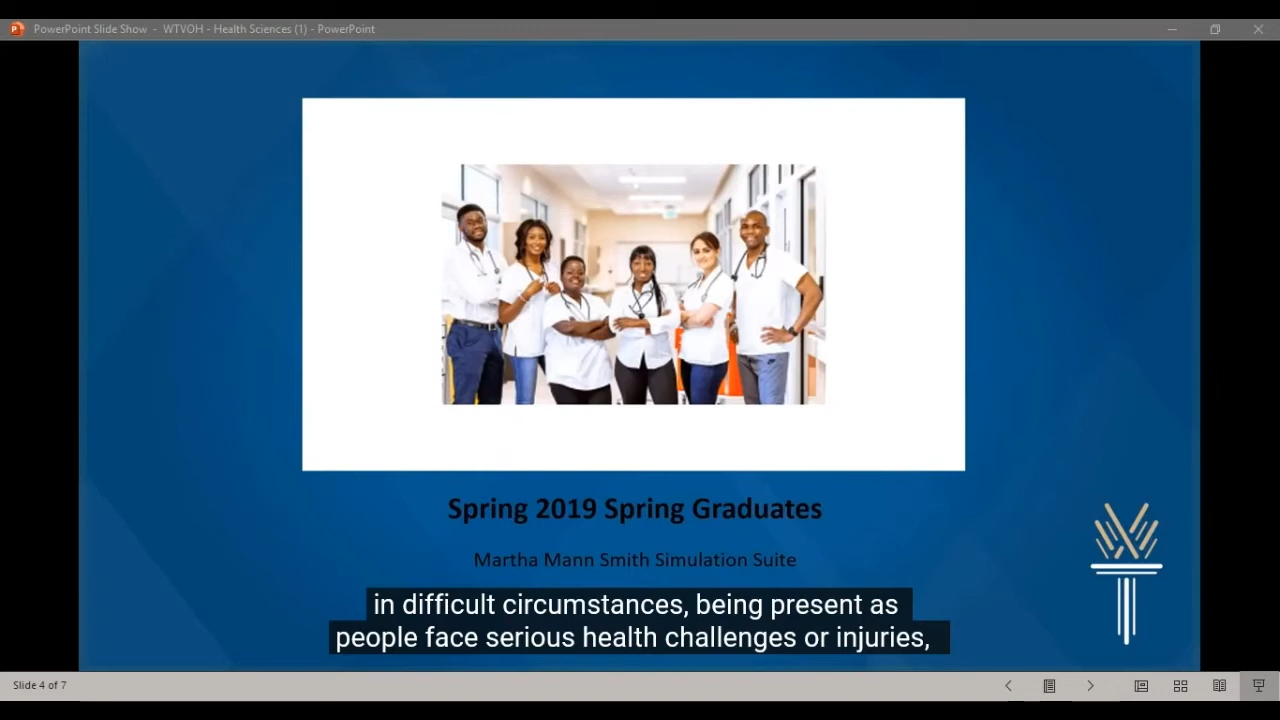 PowerPoint Slide Show - WTVOH - Health Sciences (1) - PowerPoint
Spring 2019 Spring Graduates
Martha Mann Smith Simulation Suite
in difficult circumstances, being present as
people face serious health challenges or injuries,
Slide 4 of 7